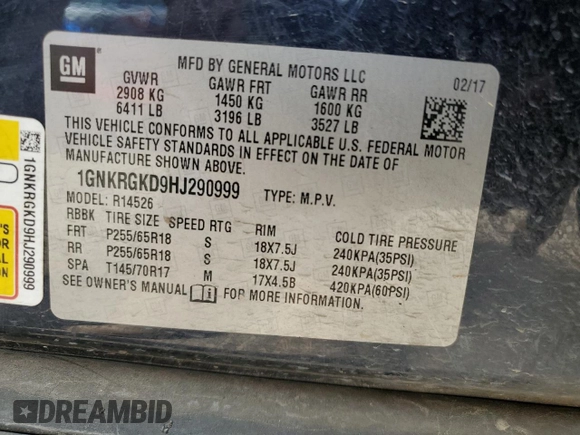 GM
MFD BY GENERAL MOTORS LLC
02/17
GVWR GAWR FRT GAWR RR
2908 KG 1450 KG 1600 KG
6411 LB 3196 LB 3527 LB
THIS VEHICLE CONFORMS TO ALL APPLICABLE U.S. FEDERAL MOTOR
VEHICLE SAFETY STANDARDS IN EFFECT ON THE DATE OF
MANUFACTURE SHOWN ABOVE.
1GNKRGKD9HJ290999 TYPE: M.P.V.
MODEL: R14526
RBBK TIRE SIZE SPEED RTG RIM COLD TIRE PRESSURE
FRT P255/65R18 S 18X7.5J 240KPA(35PSI)
RR P255/65R18 S 18X7.5J 240KPA(35PSI)
SPA T145/70R17 M 17X4.5B 420KPA(60PSI)
SEE OWNER'S MANUAL FOR MORE INFORMATION.
1GNKRGKD9HJ290999
DREAMBID